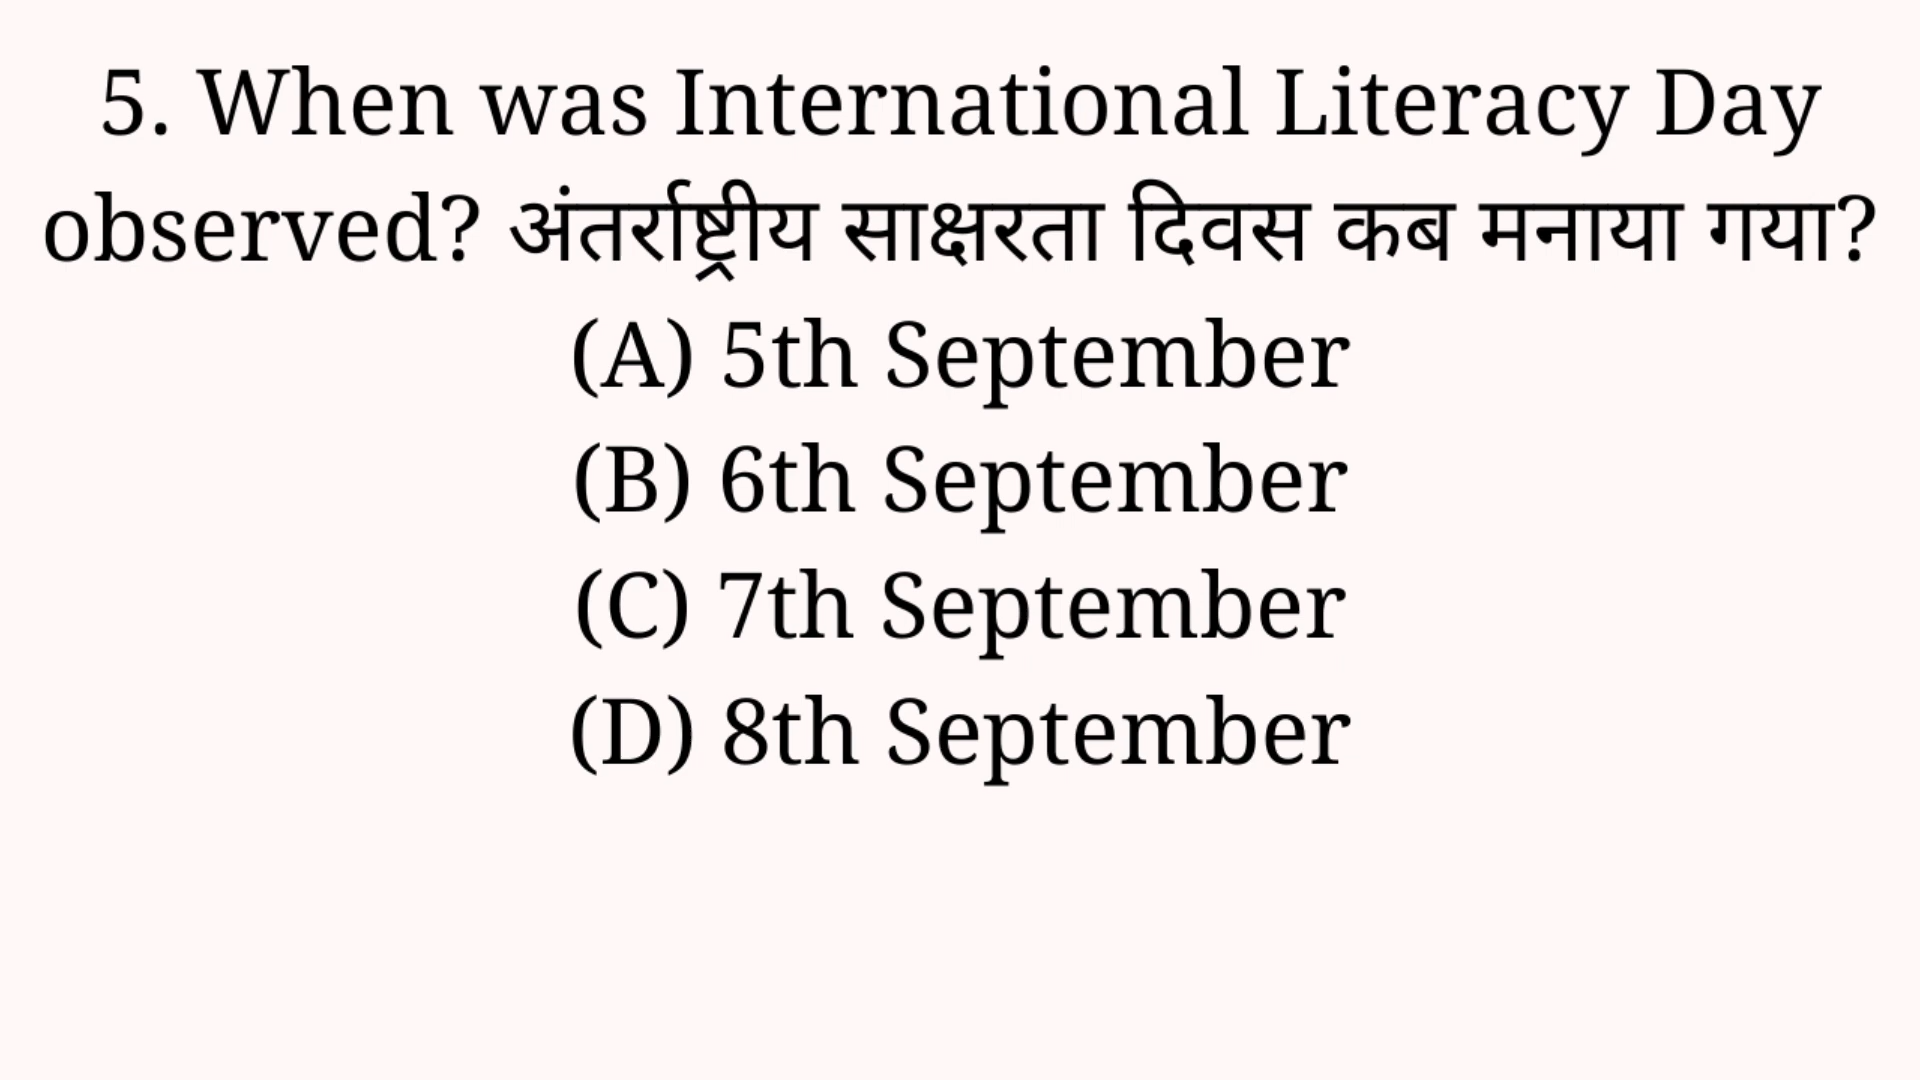 5. When was International Literacy Day
observed? अंतर्राष्ट्रीय साक्षरता दिवस कब मनाया गया?
(A) 5th September
(B) 6th September
(C) 7th September
(D) 8th September